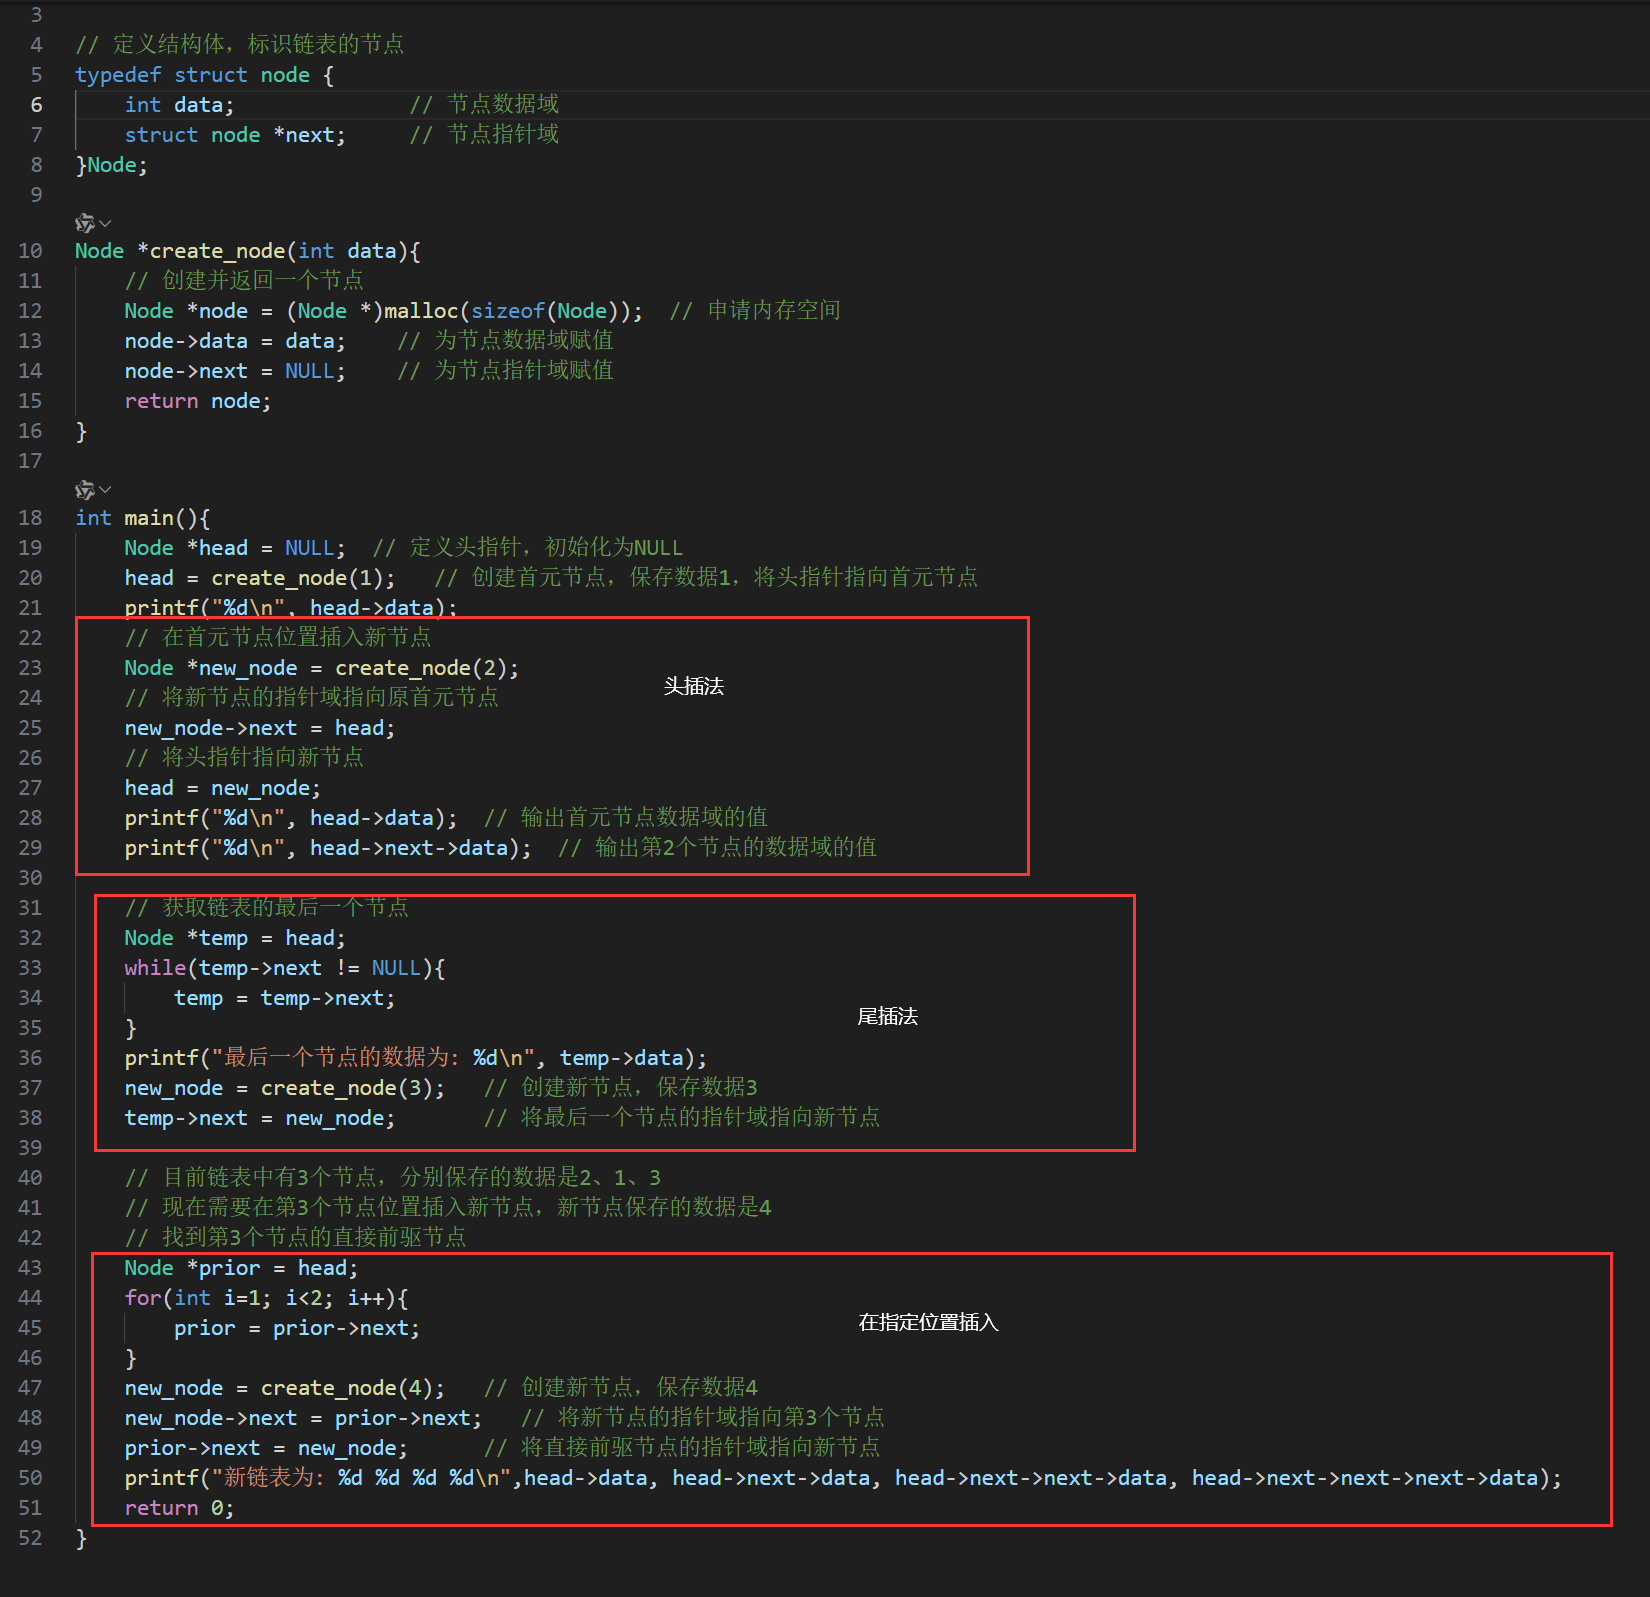 3
4 // 定义结构体，标识链表的节点
5 typedef struct node {
6 int data; // 节点数据域
7 struct node *next; // 节点指针域
8 }Node;
9
10 Node *create_node(int data){
11 // 创建并返回一个节点
12 Node *node = (Node *)malloc(sizeof(Node)); // 申请内存空间
13 node->data = data; // 为节点数据域赋值
14 node->next = NULL; // 为节点指针域赋值
15 return node;
16 }
17
18 int main(){
19 Node *head = NULL; // 定义头指针，初始化为NULL
20 head = create_node(1); // 创建首元节点，保存数据1，将头指针指向首元节点
21 printf("%d\n", head->data);
22 // 在首元节点位置插入新节点
23 Node *new_node = create_node(2);
头插法
24 // 将新节点的指针域指向原首元节点
25 new_node->next = head;
26 // 将头指针指向新节点
27 head = new_node;
28 printf("%d\n", head->data); // 输出首元节点数据域的值
29 printf("%d\n", head->next->data); // 输出第2个节点的数据域的值
30
31 // 获取链表的最后一个节点
32 Node *temp = head;
33 while(temp->next != NULL){
34 temp = temp->next;
尾插法
35 }
36 printf("最后一个节点的数据为: %d\n", temp->data);
37 new_node = create_node(3); // 创建新节点，保存数据3
38 temp->next = new_node; // 将最后一个节点的指针域指向新节点
39
40 // 目前链表中有3个节点，分别保存的数据是2、1、3
41 // 现在需要在第3个节点位置插入新节点，新节点保存的数据是4
42 // 找到第3个节点的直接前驱节点
43 Node *prior = head;
44 for(int i=1; i<2; i++){
45 prior = prior->next;
在指定位置插入
46 }
47 new_node = create_node(4); // 创建新节点，保存数据4
48 new_node->next = prior->next; // 将新节点的指针域指向第3个节点
49 prior->next = new_node; // 将直接前驱节点的指针域指向新节点
50 printf("新链表为: %d %d %d %d\n",head->data, head->next->data, head->next->next->data, head->next->next->next->data);
51 return 0;
52 }